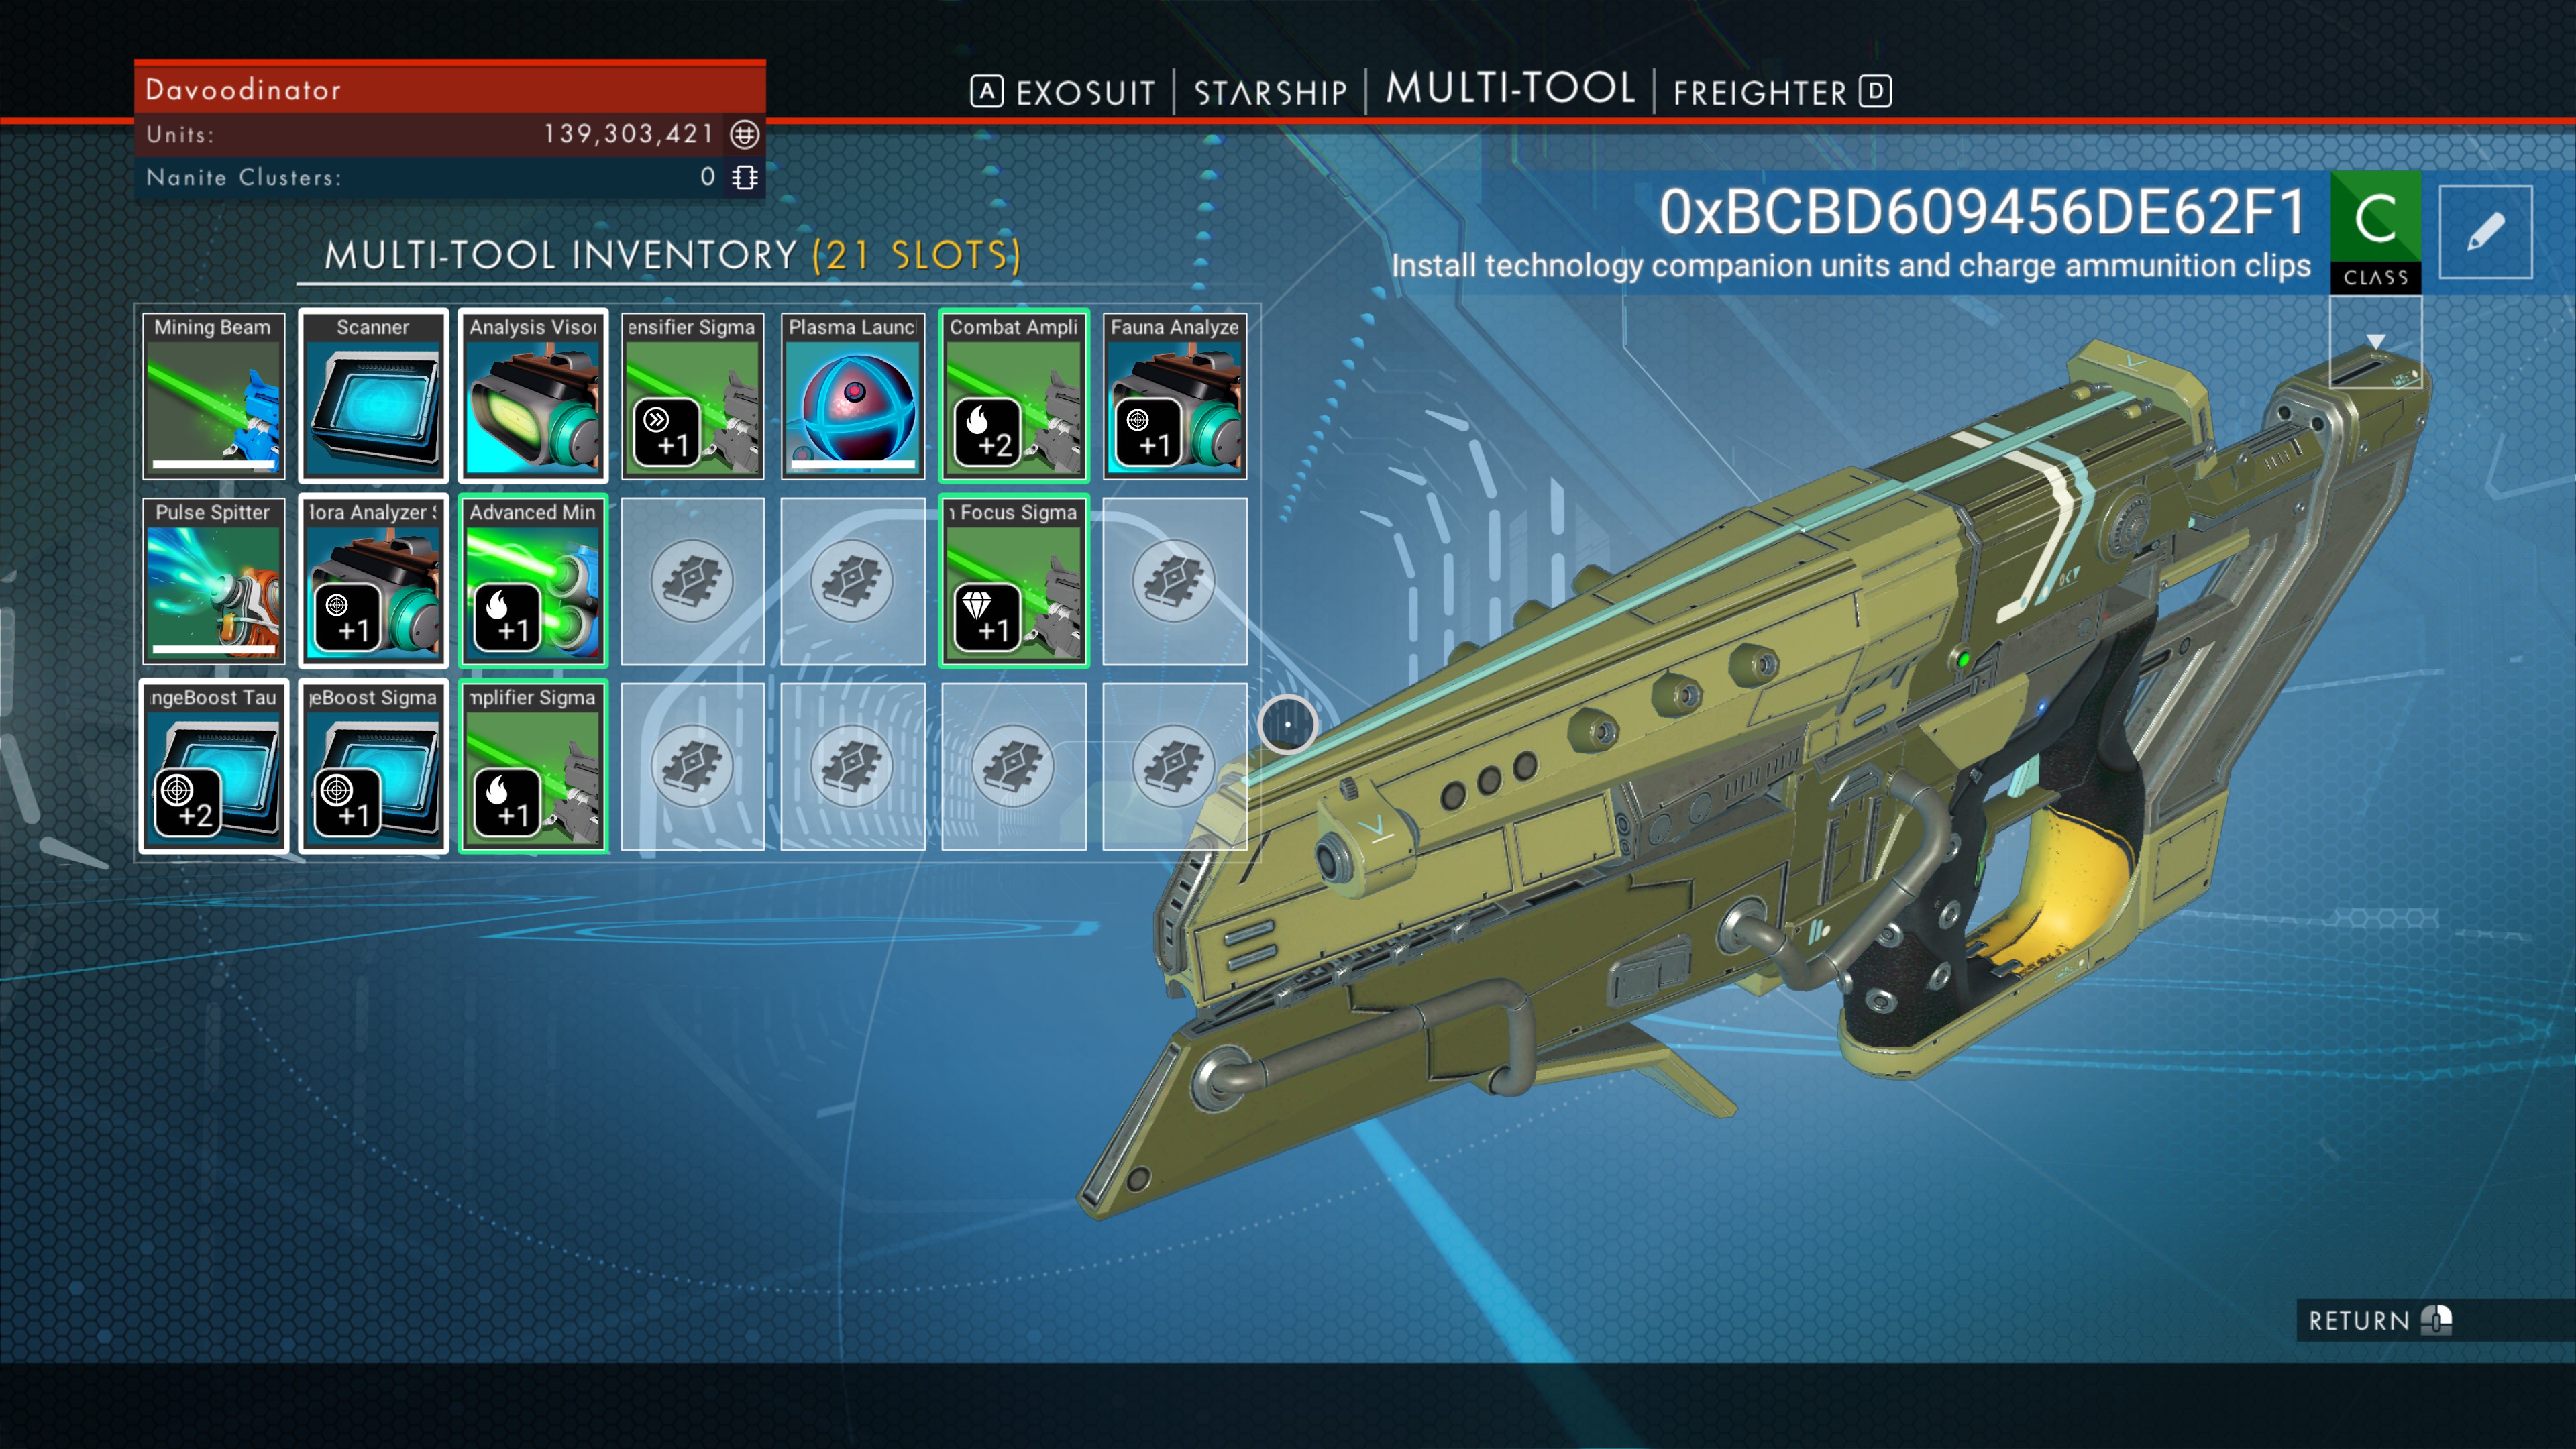 Davoodinator
Units: 139,303,421
Nanite Clusters: 0
A EXOSUIT STARSHIP MULTI-TOOL FREIGHTER D
0xBCBD609456DE62F1
Install technology companion units and charge ammunition clips
C
CLASS
MULTI-TOOL INVENTORY (21 SLOTS)
Mining Beam
Scanner
Analysis Visor
ensifier Sigma
+1
Plasma Launc
Combat Ampli
+2
Fauna Analyze
+1
Pulse Spitter
lora Analyzer S
+1
Advanced Min
+1
n Focus Sigma
+1
ngeBoost Tau
+2
geBoost Sigma
+1
mplifier Sigma
+1
RETURN